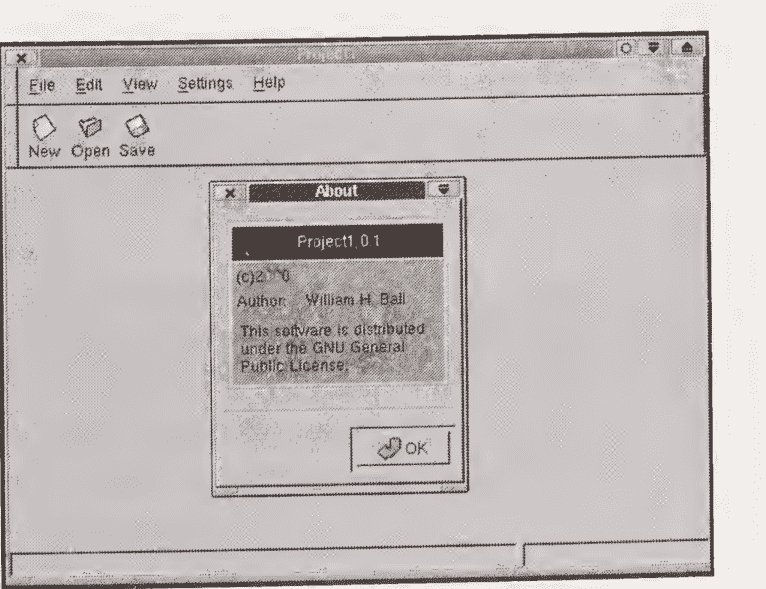 Project1
File Edit View Settings Help
New Open Save
About
Project1 0.1
Author: William H. Ball
This software is distributed
under the GNU General
Public License.
OK